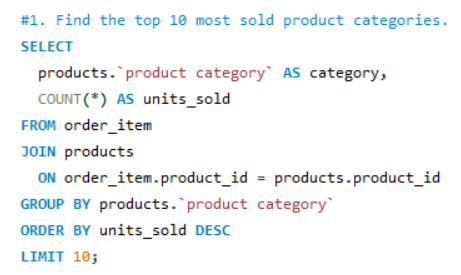 #1. Find the top 10 most sold product categories.
SELECT
products.`product category` AS category,
COUNT(*) AS units_sold
FROM order_item
JOIN products
ON order_item.product_id = products.product_id
GROUP BY products.`product category`
ORDER BY units_sold DESC
LIMIT 10;